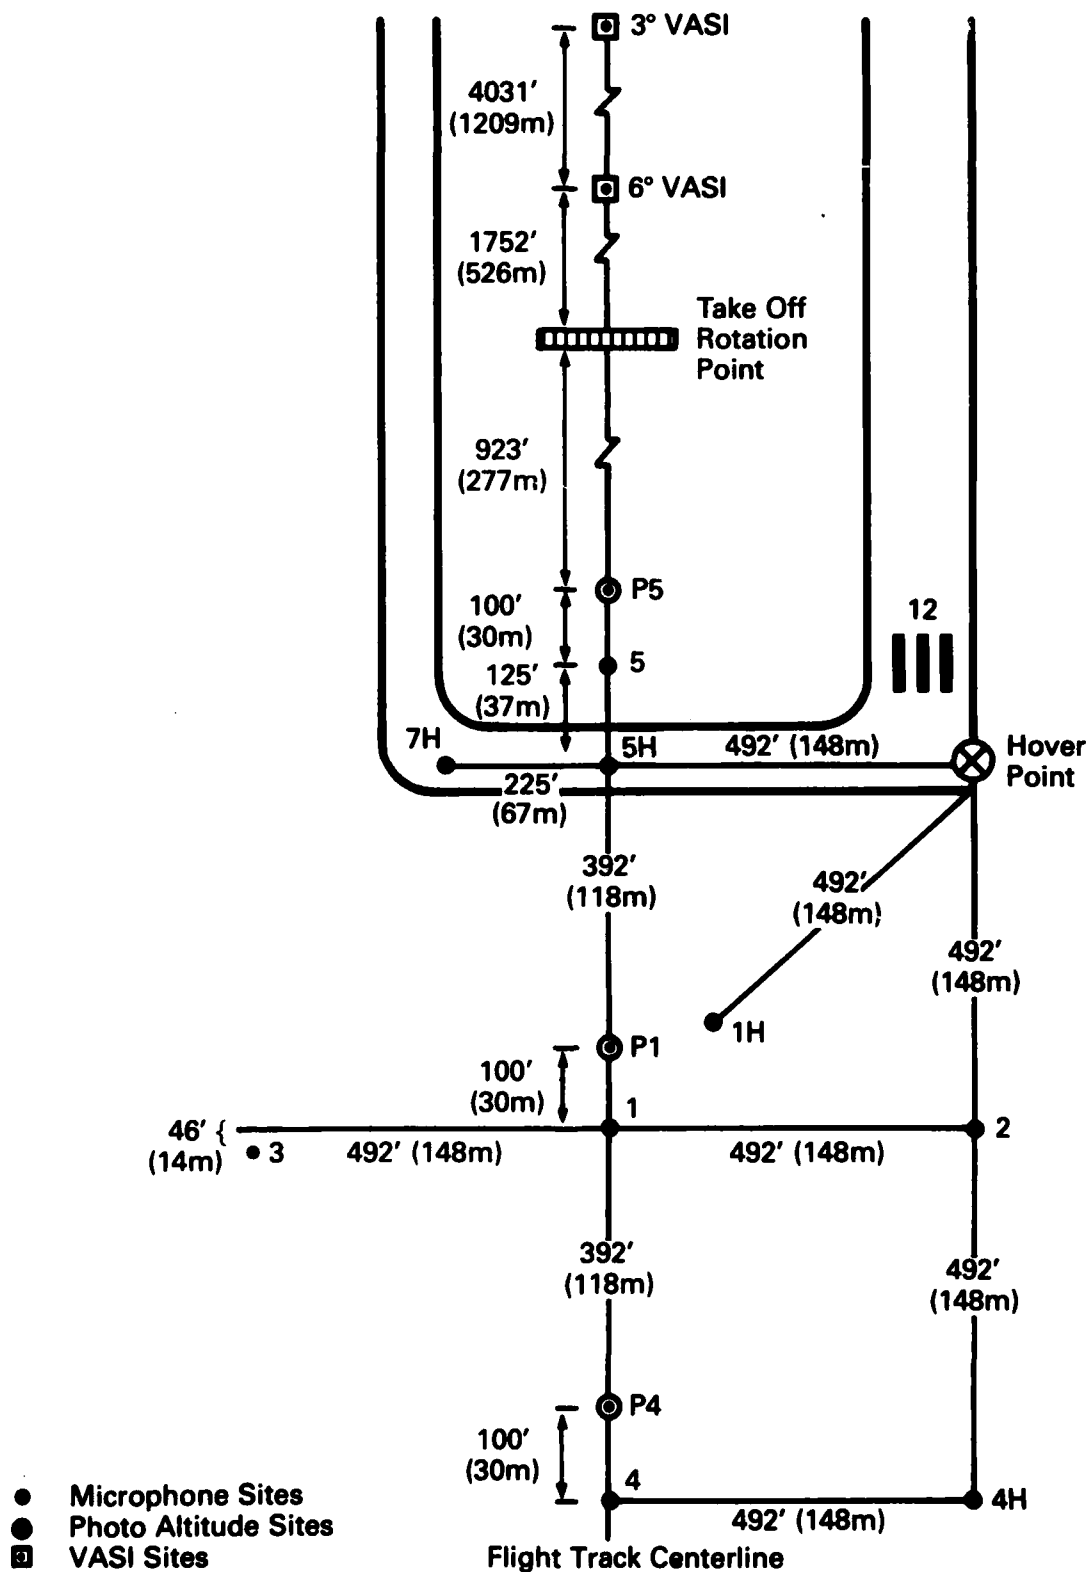 3° VASI
4031'
(1209m)
6° VASI
1752'
(526m)
Take Off
Rotation
Point
923'
(277m)
P5
100'
(30m)
12
5
125'
(37m)
7H
5H
492' (148m)
Hover
Point
225'
(67m)
392'
(118m)
492'
(148m)
492'
(148m)
1H
P1
100'
(30m)
1
46' {
(14m)
3
492' (148m)
492' (148m)
2
392'
(118m)
492'
(148m)
P4
100'
(30m)
4
4H
492' (148m)
Microphone Sites
Photo Altitude Sites
VASI Sites
Flight Track Centerline